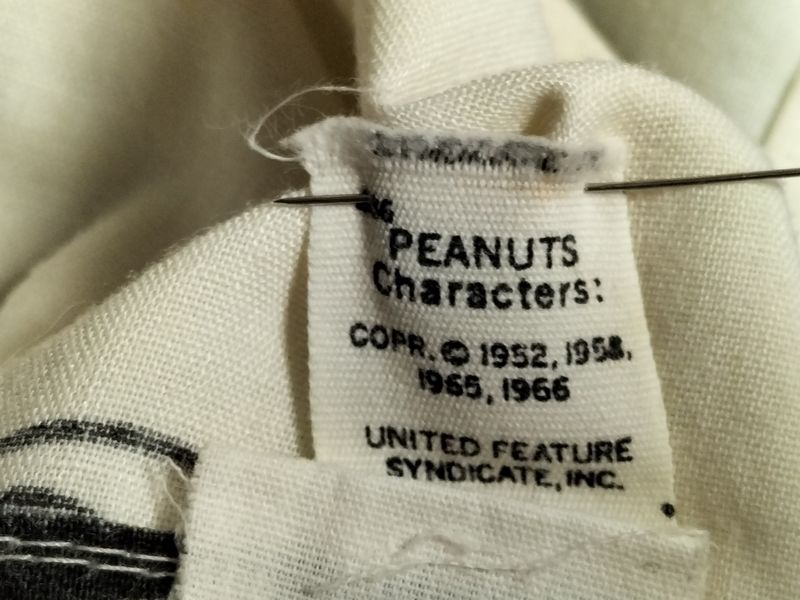 PEANUTS
Characters:
COPR. © 1952, 1958,
1965, 1966
UNITED FEATURE
SYNDICATE, INC.